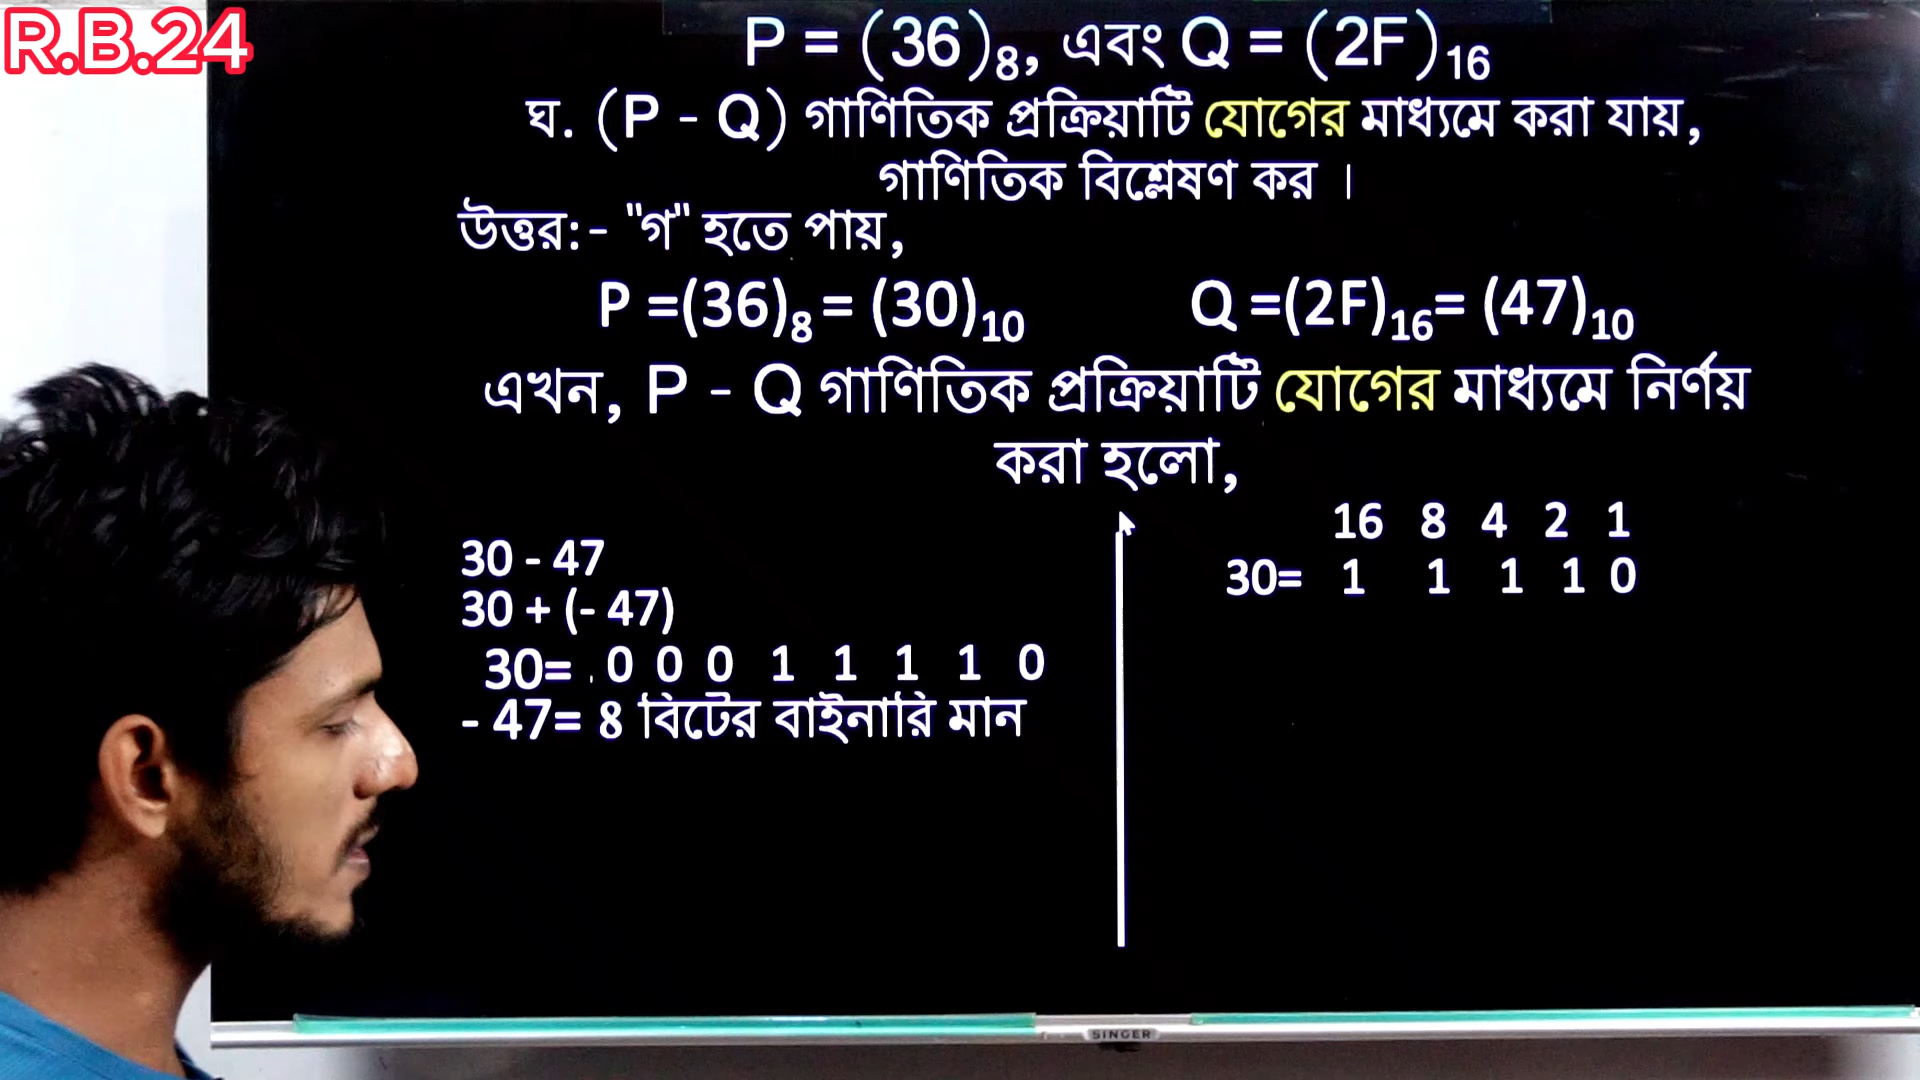 R.B.24
P = (36)₈, এবং Q = (2F)₁₆
ঘ. (P - Q) গাণিতিক প্রক্রিয়াটি যোগের মাধ্যমে করা যায়,
গাণিতিক বিশ্লেষণ কর ।
উত্তর:- "গ" হতে পায়,
P =(36)₈ = (30)₁₀ Q =(2F)₁₆= (47)₁₀
এখন, P - Q গাণিতিক প্রক্রিয়াটি যোগের মাধ্যমে নির্ণয়
করা হলো,
30 - 47
30 + (- 47)
30= 0 0 0 1 1 1 1 0
- 47= 8 বিটের বাইনারি মান
16 8 4 2 1
30= 1 1 1 1 0
SINGER